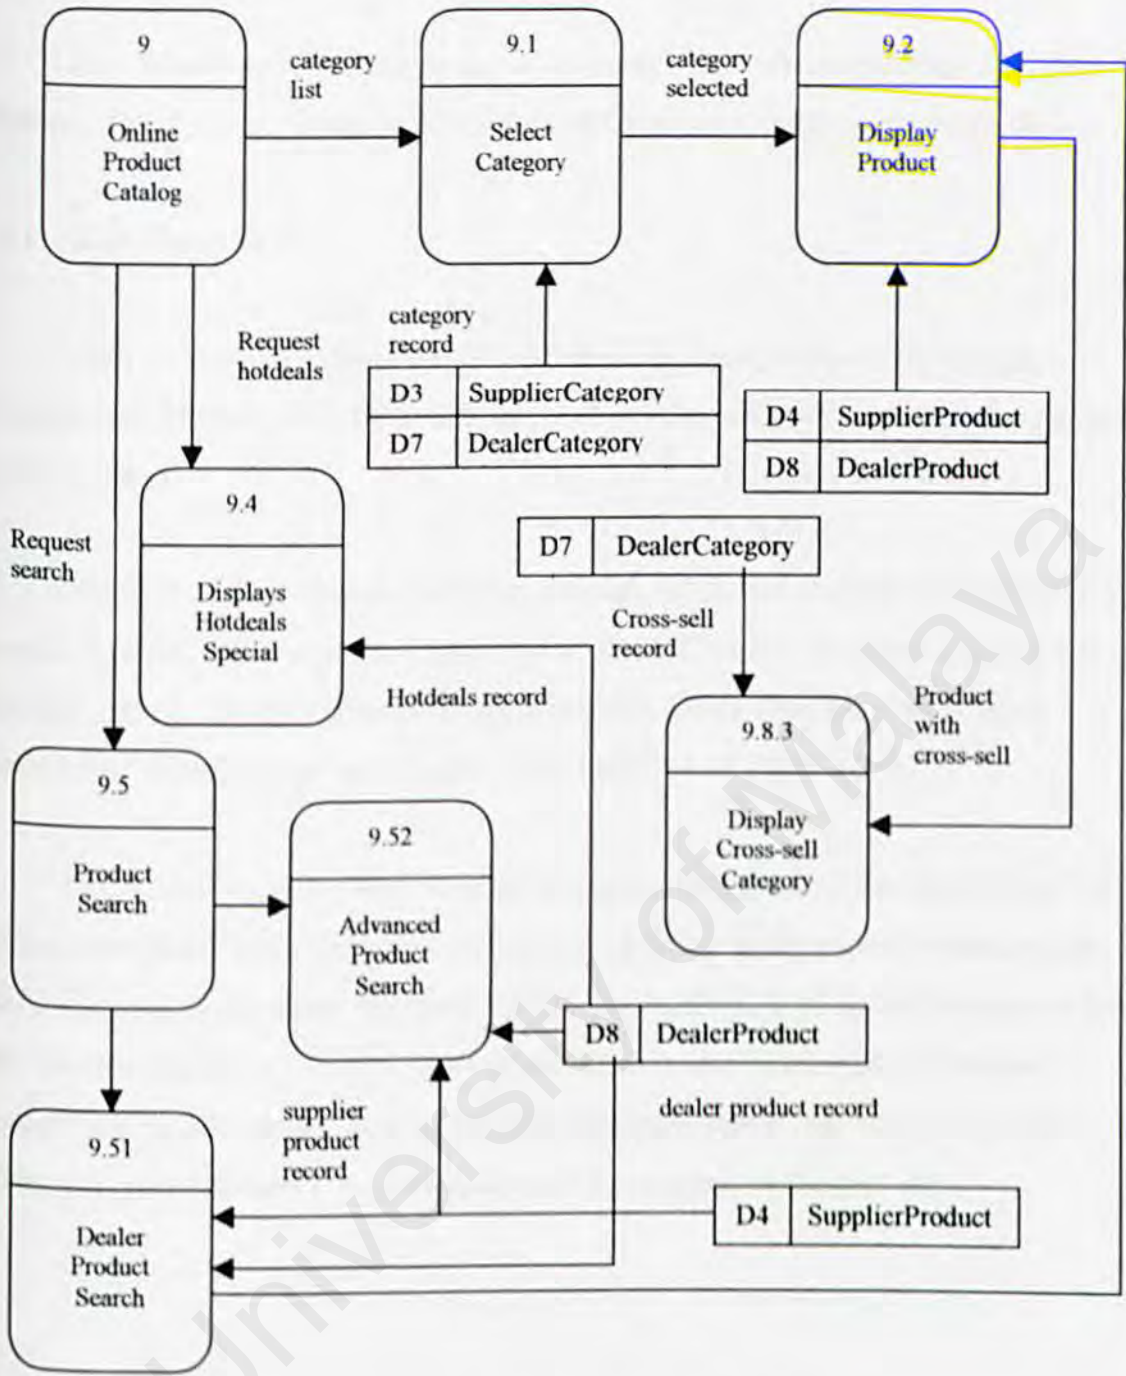 9
Online
Product
Catalog
category
list
9.1
Select
Category
category
selected
9.2
Display
Product
category
record
D3 SupplierCategory
D7 DealerCategory
D4 SupplierProduct
D8 DealerProduct
Request
hotdeals
9.4
Displays
Hotdeals
Special
Request
search
D7 DealerCategory
Cross-sell
record
Hotdeals record
9.8.3
Display
Cross-sell
Category
Product
with
cross-sell
9.5
Product
Search
9.52
Advanced
Product
Search
D8 DealerProduct
dealer product record
supplier
product
record
9.51
Dealer
Product
Search
D4 SupplierProduct
University of Malaya